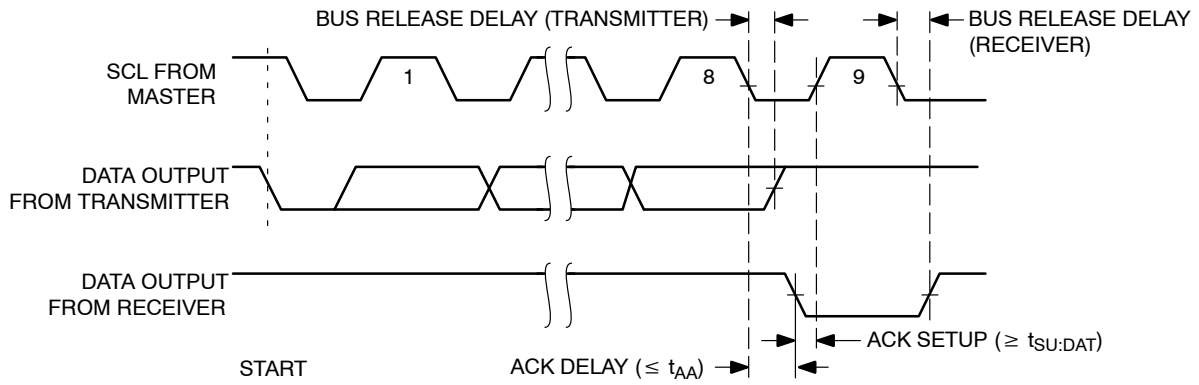 BUS RELEASE DELAY (TRANSMITTER)
BUS RELEASE DELAY
(RECEIVER)
SCL FROM
MASTER
1
8
9
DATA OUTPUT
FROM TRANSMITTER
DATA OUTPUT
FROM RECEIVER
ACK SETUP (≥ tSU:DAT)
START
ACK DELAY (≤ tAA)